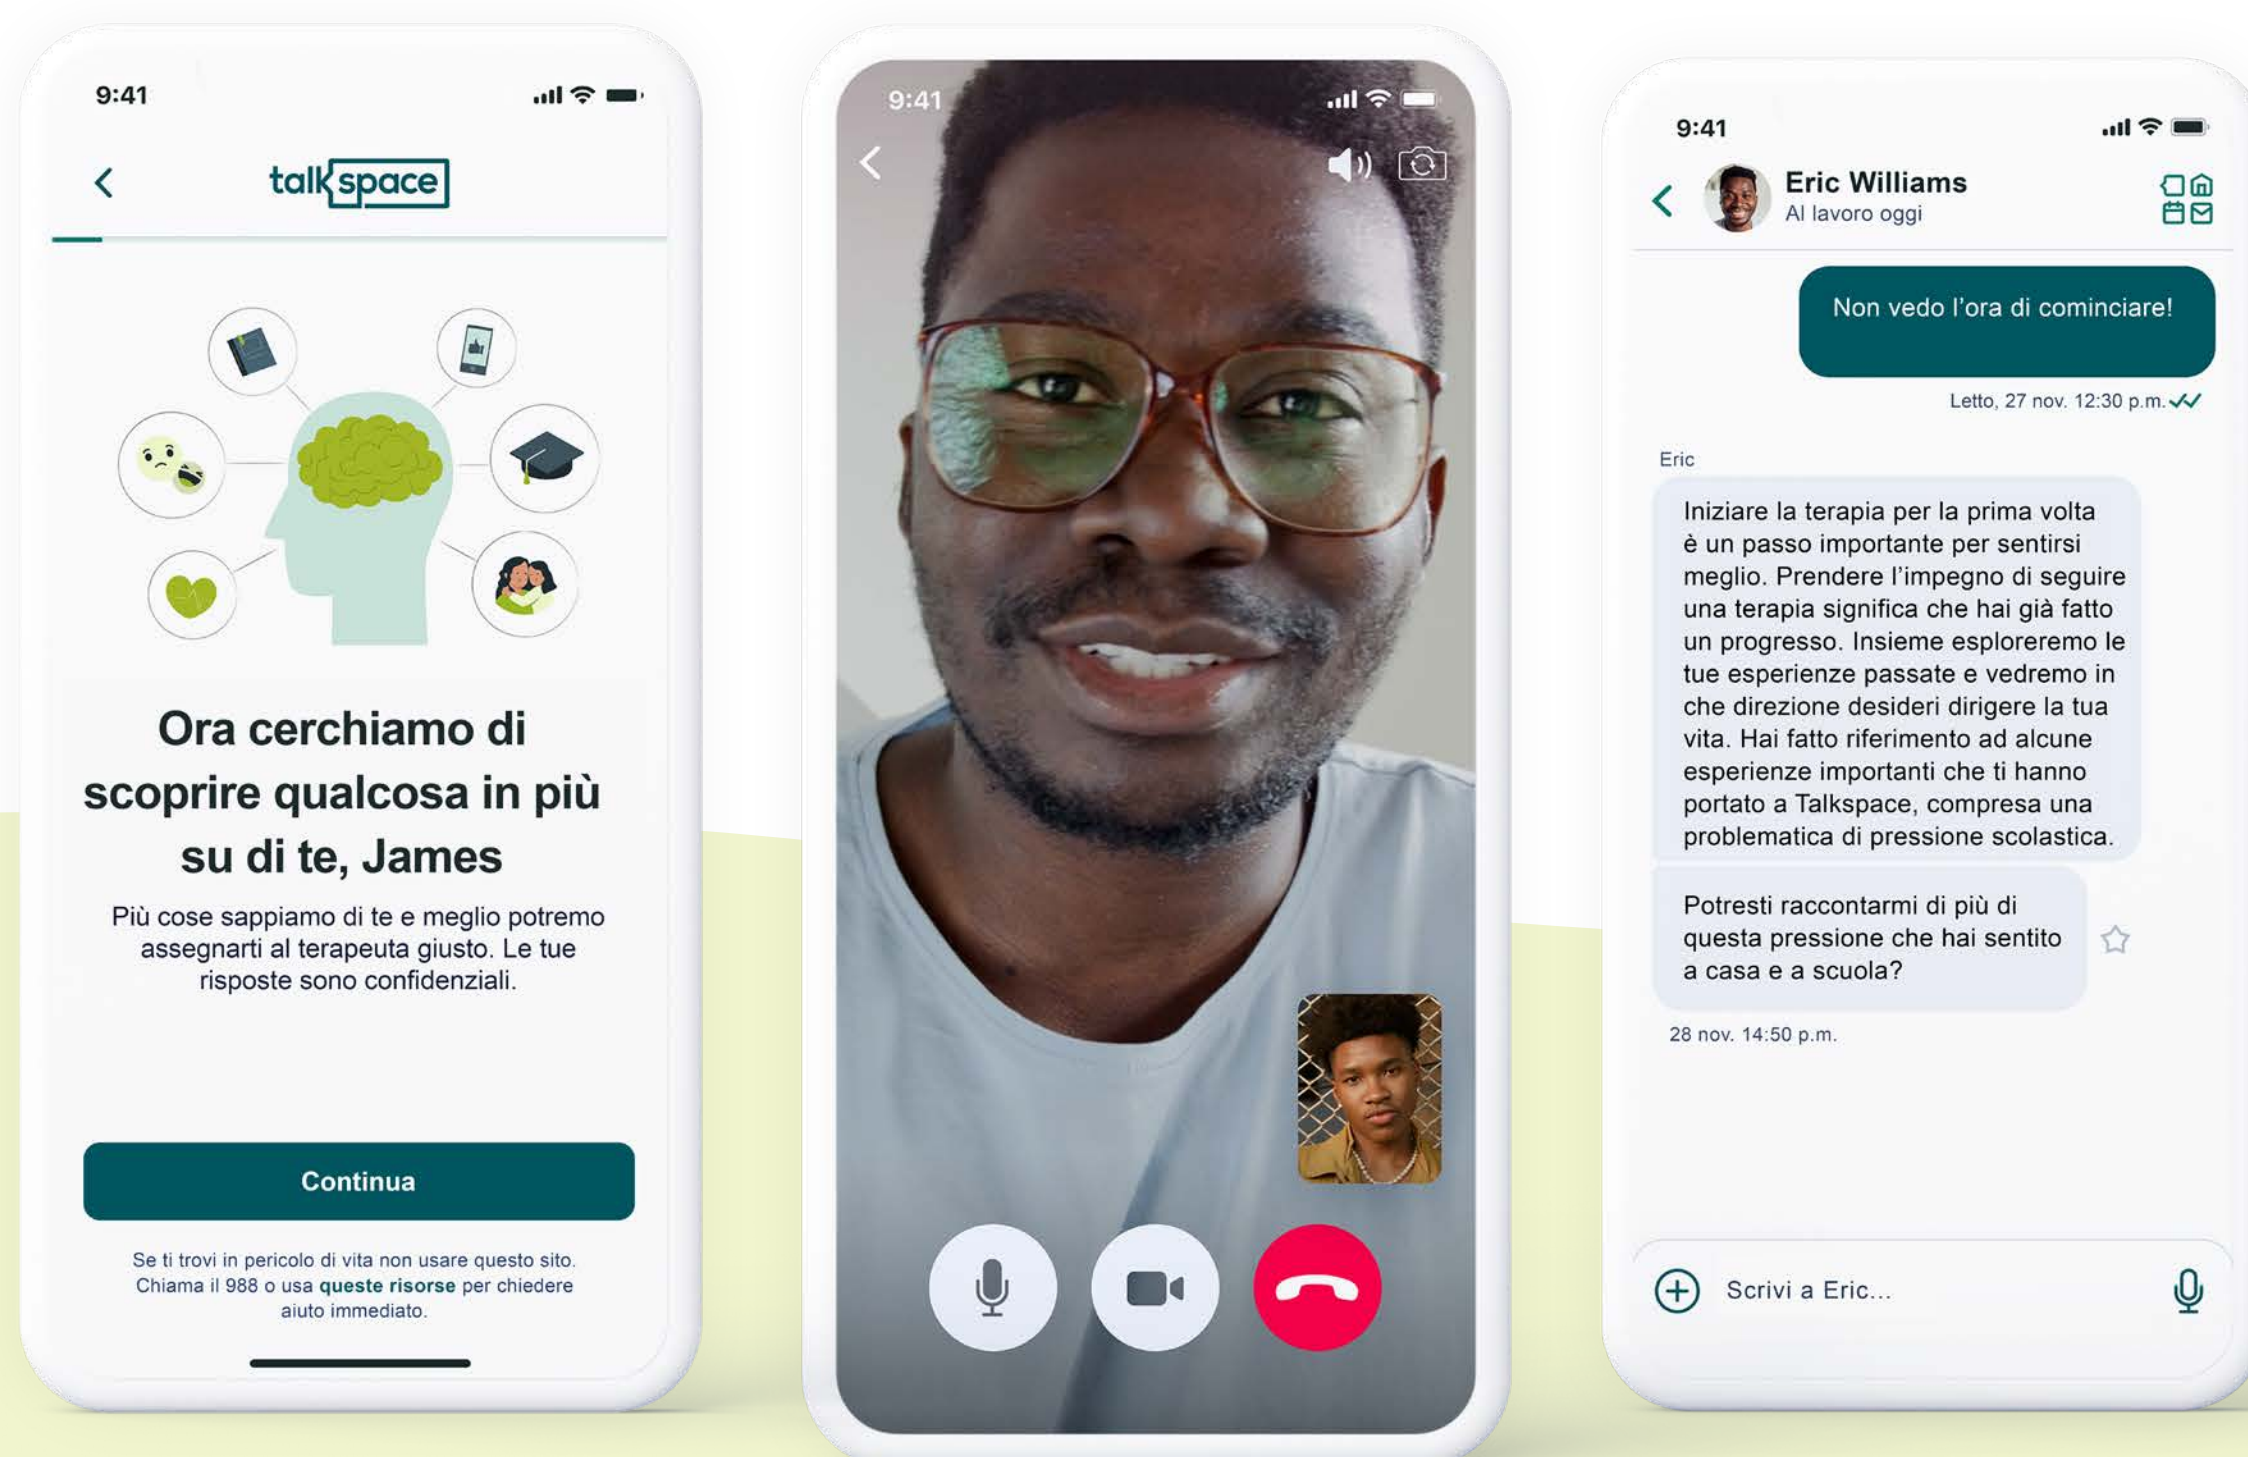 9:41
talkspace
Ora cerchiamo di
scoprire qualcosa in più
su di te, James
Più cose sappiamo di te e meglio potremo
assegnarti al terapeuta giusto. Le tue
risposte sono confidenziali.
Continua
Se ti trovi in pericolo di vita non usare questo sito.
Chiama il 988 o usa queste risorse per chiedere
aiuto immediato.
9:41
9:41
Eric Williams
Al lavoro oggi
Non vedo l'ora di cominciare!
Letto, 27 nov. 12:30 p.m.
Eric
Iniziare la terapia per la prima volta
è un passo importante per sentirsi
meglio. Prendere l'impegno di seguire
una terapia significa che hai già fatto
un progresso. Insieme esploreremo le
tue esperienze passate e vedremo in
che direzione desideri dirigere la tua
vita. Hai fatto riferimento ad alcune
esperienze importanti che ti hanno
portato a Talkspace, compresa una
problematica di pressione scolastica.
Potresti raccontarmi di più di
questa pressione che hai sentito
a casa e a scuola?
28 nov. 14:50 p.m.
Scrivi a Eric...